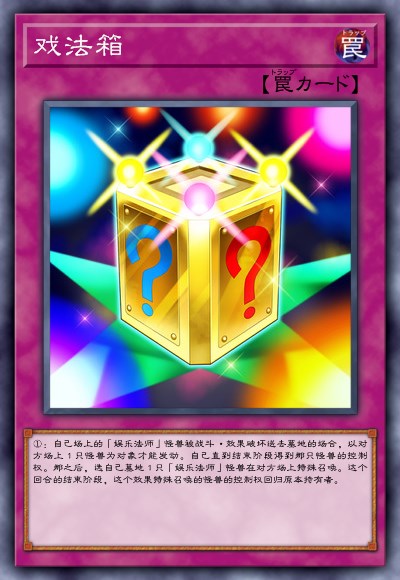 戏法箱
トラップ
罠
トラップ
【罠カード】
? ?
①：自己场上的「娱乐法师」怪兽被战斗·效果破坏送去墓地的场合，以对
方场上１只怪兽为对象才能发动。自己直到结束阶段得到那只怪兽的控制
权。那之后，选自己墓地１只「娱乐法师」怪兽在对方场上特殊召唤。这个
回合的结束阶段，这个效果特殊召唤的怪兽的控制权回归原本持有者。